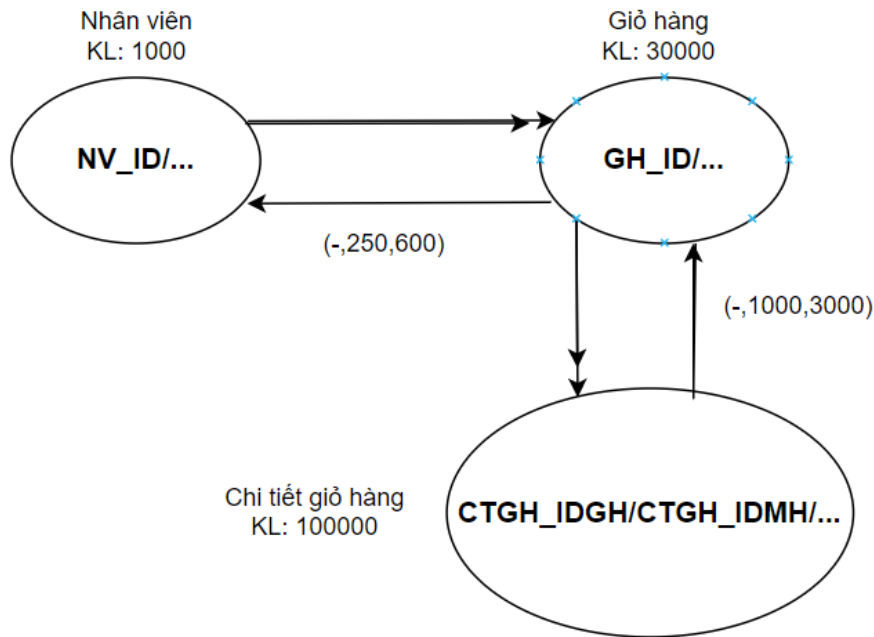 Nhân viên
KL: 1000
Giỏ hàng
KL: 30000
NV_ID/...
GH_ID/...
(-,250,600)
(-,1000,3000)
Chi tiết giỏ hàng
KL: 100000
CTGH_IDGH/CTGH_IDMH/...